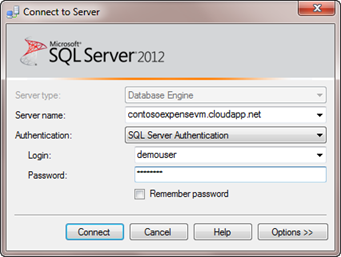 Connect to Server
Microsoft
SQL Server 2012
Server type: Database Engine
Server name: contosoexpensevm.cloudapp.net
Authentication: SQL Server Authentication
Login: demouser
Password: ********
Remember password
Connect Cancel Help Options >>